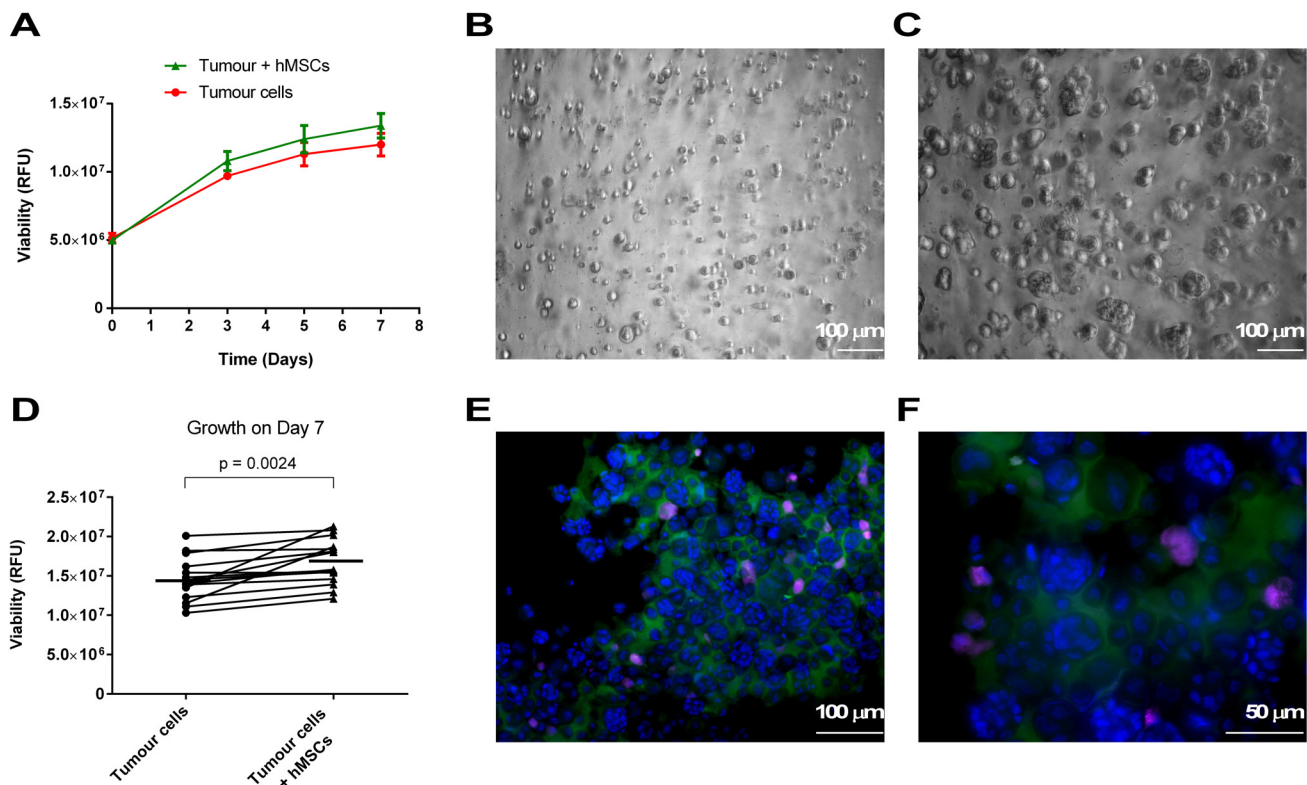 A
Tumour + hMSCs
Tumour cells
1.5×10⁷
1.0×10⁷
5.0×10⁶
0
Viability (RFU)
0 1 2 3 4 5 6 7 8
Time (Days)
B
100 µm
C
100 µm
D
Growth on Day 7
p = 0.0024
2.5×10⁷
2.0×10⁷
1.5×10⁷
1.0×10⁷
5.0×10⁶
0
Viability (RFU)
Tumour cells
Tumour cells
+ hMSCs
E
100 µm
F
50 µm